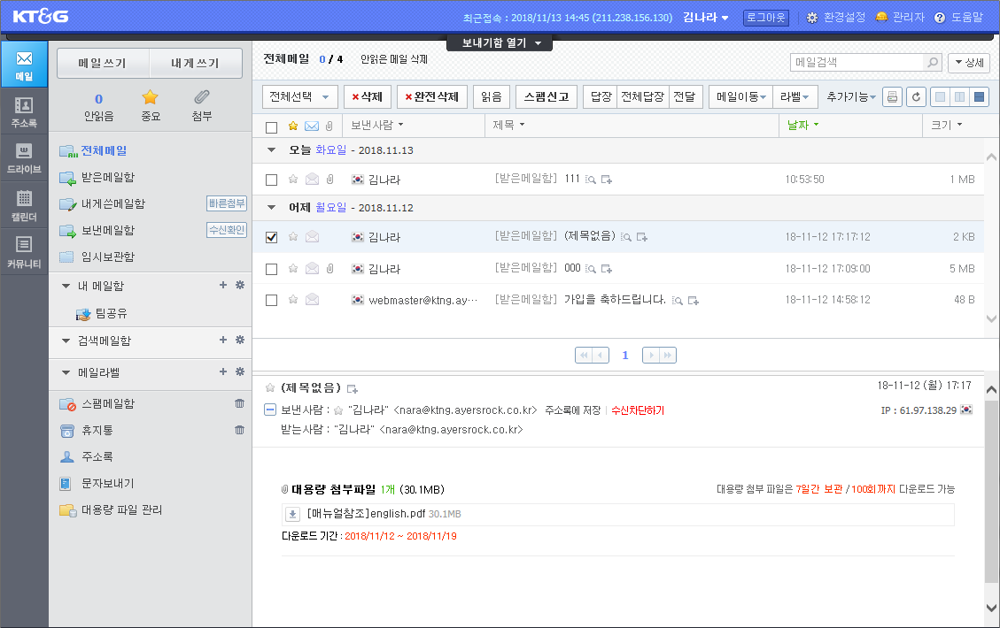 KT&G
최근접속 : 2018/11/13 14:45 (211.238.156.130) 김나라 로그아웃 환경설정 관리자 도움말
보내기함 열기
메일
주소록
드라이브
캘린더
커뮤니티
메일쓰기 내게쓰기
0
안읽음 중요 첨부
전체메일
받은메일함
내게쓴메일함 빠른첨부
보낸메일함 수신확인
임시보관함
내 메일함
팀공유
검색메일함
메일라벨
스팸메일함
휴지통
주소록
문자보내기
대용량 파일 관리
전체메일 0 / 4 안읽은 메일 삭제 메일검색 상세
전체선택 삭제 완전삭제 읽음 스팸신고 답장 전체답장 전달 메일이동 라벨 추가기능
보낸사람 제목 날짜 크기
오늘 화요일 - 2018.11.13
김나라 [받은메일함] 111 10:53:50 1 MB
어제 월요일 - 2018.11.12
김나라 [받은메일함] (제목없음) 18-11-12 17:17:12 2 KB
김나라 [받은메일함] 000 18-11-12 17:09:00 5 MB
webmaster@ktng.ay··· [받은메일함] 가입을 축하드립니다. 18-11-12 14:58:12 48 B
1
(제목없음) 18-11-12 (월) 17:17
보낸사람 : "김나라" <nara@ktng.ayersrock.co.kr> 주소록에 저장 | 수신차단하기 IP : 61.97.138.29
받는사람 : "김나라" <nara@ktng.ayersrock.co.kr>
대용량 첨부파일 1개 (30.1MB) 대용량 첨부 파일은 7일간 보관 / 100회까지 다운로드 가능
[매뉴얼참조]english.pdf 30.1MB
다운로드 기간 : 2018/11/12 ~ 2018/11/19